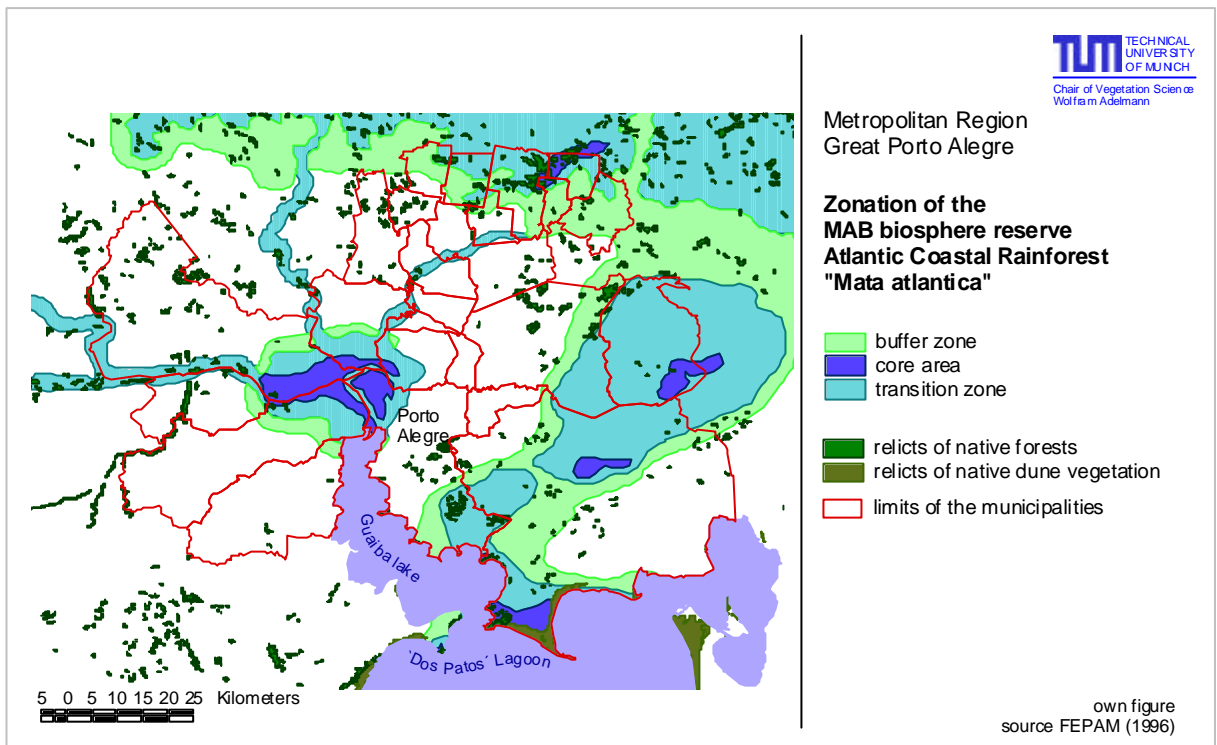 TUM
TECHNICAL
UNIVERSITY
OF MUNICH
Chair of Vegetation Science
Wolfram Adelmann
Metropolitan Region
Great Porto Alegre
Zonation of the
MAB biosphere reserve
Atlantic Coastal Rainforest
"Mata atlantica"
buffer zone
core area
transition zone
relicts of native forests
relicts of native dune vegetation
limits of the municipalities
Porto
Alegre
Guaiba lake
'Dos Patos' Lagoon
5 0 5 10 15 20 25 Kilometers
own figure
source FEPAM (1996)